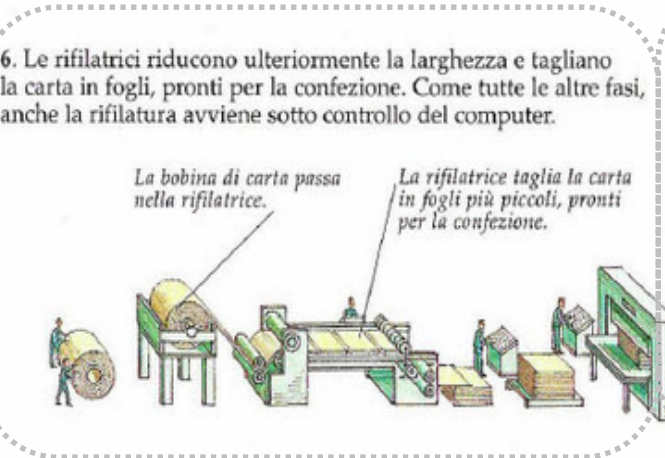 6. Le rifilatrici riducono ulteriormente la larghezza e tagliano
la carta in fogli, pronti per la confezione. Come tutte le altre fasi,
anche la rifilatura avviene sotto controllo del computer.
La bobina di carta passa
nella rifilatrice.
La rifilatrice taglia la carta
in fogli più piccoli, pronti
per la confezione.